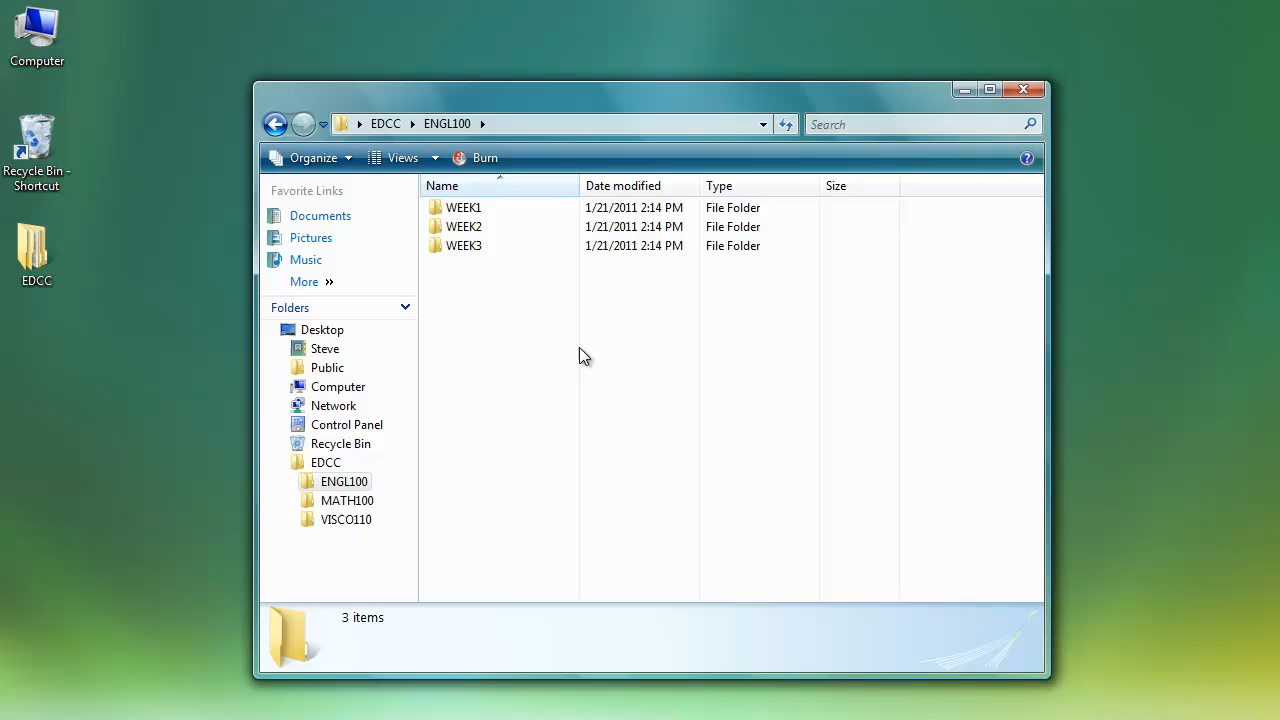 Computer
Recycle Bin -
Shortcut
EDCC
EDCC ENGL100
Search
Organize Views Burn
Favorite Links
Documents
Pictures
Music
More »
Folders
Desktop
Steve
Public
Computer
Network
Control Panel
Recycle Bin
EDCC
ENGL100
MATH100
VISCO110
Name Date modified Type Size
WEEK1 1/21/2011 2:14 PM File Folder
WEEK2 1/21/2011 2:14 PM File Folder
WEEK3 1/21/2011 2:14 PM File Folder
3 items